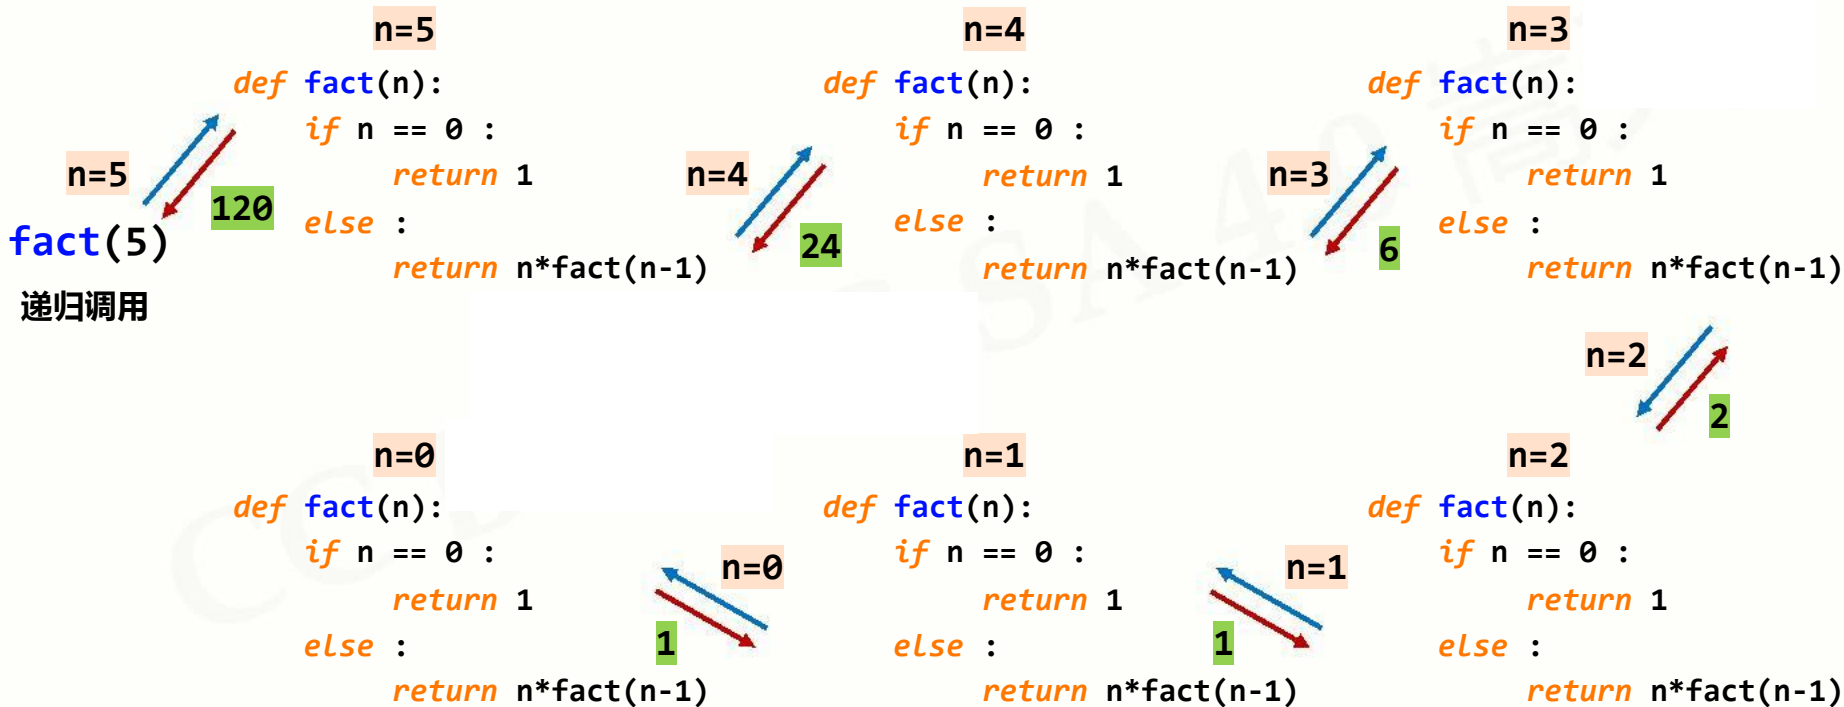 n=5
def fact(n):
if n == 0 :
return 1
else :
return n*fact(n-1)
n=5
120
fact(5)
递归调用
n=4
def fact(n):
if n == 0 :
return 1
else :
return n*fact(n-1)
n=4
24
n=3
def fact(n):
if n == 0 :
return 1
else :
return n*fact(n-1)
n=3
6
n=2
2
n=0
def fact(n):
if n == 0 :
return 1
else :
return n*fact(n-1)
n=0
1
n=1
def fact(n):
if n == 0 :
return 1
else :
return n*fact(n-1)
n=1
1
n=2
def fact(n):
if n == 0 :
return 1
else :
return n*fact(n-1)